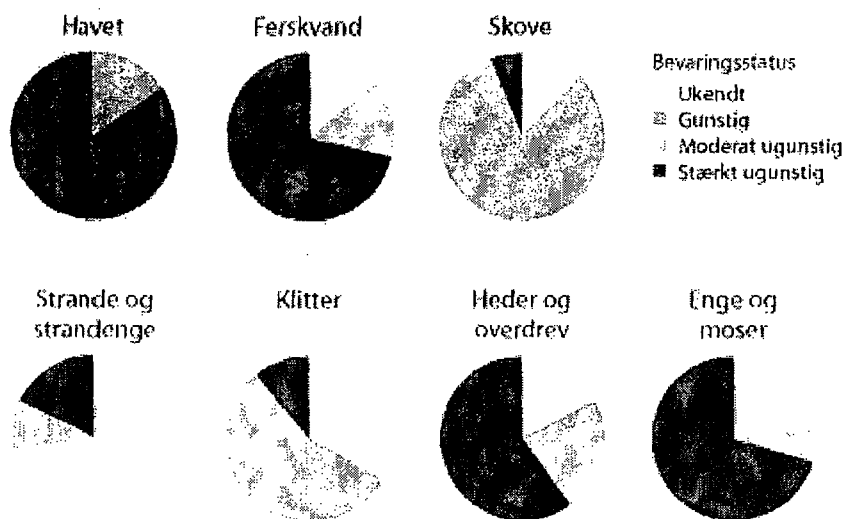 Havet
Ferskvand
Skove
Bevaringsstatus
Ukendt
Gunstig
Moderat ugunstig
Stærkt ugunstig
Strande og
strandenge
Klitter
Heder og
overdrev
Enge og
moser